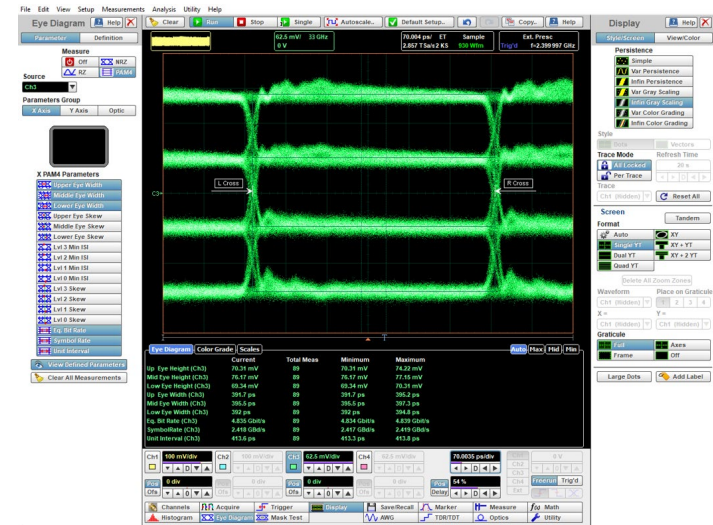 File Edit View Setup Measurements Analysis Utility Help
Eye Diagram Help X
Clear Run Stop Single Autoscale... Default Setup... Copy... Help
Display Help X
Parameter Definition
Style/Screen View/Color
62.5 mV/ 33 GHz
0 V
70.004 ps/ ET Sample
2.857 TSa/s 2 KS 930 Wfm
Ext. Presc
Trig'd f=2.399 997 GHz
Measure
Off NRZ
RZ PAM4
Source
Ch3
Parameters Group
X Axis Y Axis Optic
X PAM4 Parameters
Upper Eye Width
Middle Eye Width
Lower Eye Width
Upper Eye Skew
Middle Eye Skew
Lower Eye Skew
Lvl 3 Min ISI
Lvl 2 Min ISI
Lvl 1 Min ISI
Lvl 0 Min ISI
Lvl 3 Skew
Lvl 2 Skew
Lvl 1 Skew
Lvl 0 Skew
Eq. Bit Rate
Symbol Rate
Unit Interval
View Defined Parameters
Clear All Measurements
C3
L Cross
R Cross
T
Persistence
Simple
Var Persistence
Infin Persistence
Var Gray Scaling
Infin Gray Scaling
Var Color Grading
Infin Color Grading
Style
Dots Vectors
Trace Mode Refresh Time
All Locked
Per Trace
Trace
Ch1 (Hidden) Reset All
Screen
Format Tandem
Auto XY
Single YT XY + YT
Dual YT XY + 2 YT
Quad YT
Delete All Zoom Zones
Waveform Place on Graticule
Ch1 (Hidden) 1 2 3 4
X = Y =
Ch1 (Hidden) Ch1 (Hidden)
Graticule
Full Axes
Frame Off
Large Dots Add Label
Eye Diagram Color Grade Scales Auto Max Mid Min
Current Total Meas Minimum Maximum
Up Eye Height (Ch3) 70.31 mV 89 70.31 mV 74.22 mV
Mid Eye Height (Ch3) 76.17 mV 89 76.17 mV 77.15 mV
Low Eye Height (Ch3) 69.34 mV 89 69.34 mV 70.31 mV
Up Eye Width (Ch3) 391.7 ps 89 391.7 ps 395.2 ps
Mid Eye Width (Ch3) 395.5 ps 89 395.5 ps 397.3 ps
Low Eye Width (Ch3) 392 ps 89 392 ps 394.8 ps
Eq. Bit Rate (Ch3) 4.835 Gbit/s 89 4.834 Gbit/s 4.839 Gbit/s
SymbolRate (Ch3) 2.418 GBd/s 89 2.417 GBd/s 2.419 GBd/s
Unit Interval (Ch3) 413.6 ps 89 413.3 ps 413.8 ps
Ch1 100 mV/div Ch2 100 mV/div Ch3 62.5 mV/div Ch4 62.5 mV/div 70.0035 ps/div 0 V
Pos 0 div Pos 0 div Pos 0 div Pos 0 div Pos 54 % Freerun Trig'd
Ofs Ofs Ofs Ofs Delay
Channels Acquire Trigger Display Save/Recall Marker Measure Math
Histogram Eye Diagram Mask Test AWG TDR/TDT Optics Utility